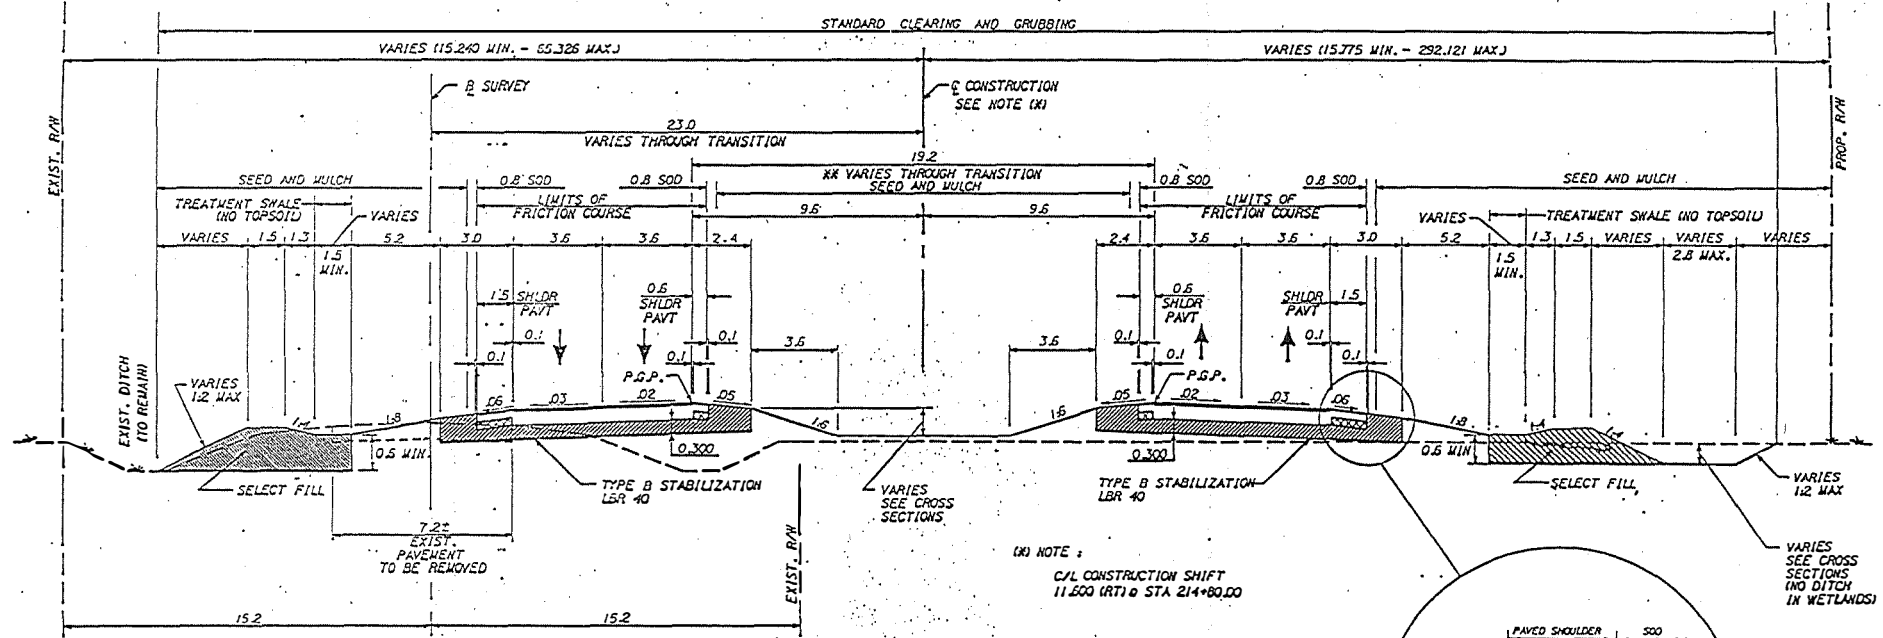 STANDARD CLEARING AND GRUBBING
VARIES (15.240 MIN. - 65.326 MAX.)
VARIES (15.775 MIN. - 292.121 MAX.)
B SURVEY
C CONSTRUCTION
SEE NOTE (X)
EXIST. R/W
PROP. R/W
23.0
VARIES THROUGH TRANSITION
19.2
XX VARIES THROUGH TRANSITION
SEED AND MULCH
SEED AND MULCH
0.8 SOD
0.8 SOD
0.8 SOD
0.8 SOD
SEED AND MULCH
TREATMENT SWALE
(NO TOPSOIL)
VARIES
LIMITS OF
FRICTION COURSE
9.6
9.6
LIMITS OF
FRICTION COURSE
VARIES
TREATMENT SWALE (NO TOPSOIL)
VARIES
1.5
1.3
1.5
MIN.
5.2
3.0
3.6
3.6
2.4
2.4
3.6
3.6
3.0
5.2
1.5
MIN.
1.3
1.5
VARIES
VARIES
2.8 MAX.
VARIES
1.5
SHLDR
PAVT
0.6
SHLDR
PAVT
0.6
SHLDR
PAVT
SHLDR
PAVT
1.5
0.1
0.1
0.1
0.1
0.1
0.1
0.1
0.1
3.6
3.6
P.G.P.
P.G.P.
EXIST. DITCH
(TO REMAIN)
VARIES
1:2 MAX
1:4
1:8
.06
.03
.02
.05
1:6
1:6
.05
.02
.03
.06
1:8
1:4
1:4
0.6 MIN.
0.300
0.300
0.6 MIN
SELECT FILL
TYPE B STABILIZATION
LBR 40
VARIES
SEE CROSS
SECTIONS
TYPE B STABILIZATION
LBR 40
SELECT FILL
VARIES
1:2 MAX
7.2±
EXIST.
PAVEMENT
TO BE REMOVED
EXIST. R/W
(X) NOTE :
C/L CONSTRUCTION SHIFT
11.600 (RT) @ STA 214+80.00
VARIES
SEE CROSS
SECTIONS
(NO DITCH
IN WETLANDS)
15.2
15.2
PAVED SHOULDER
SOD